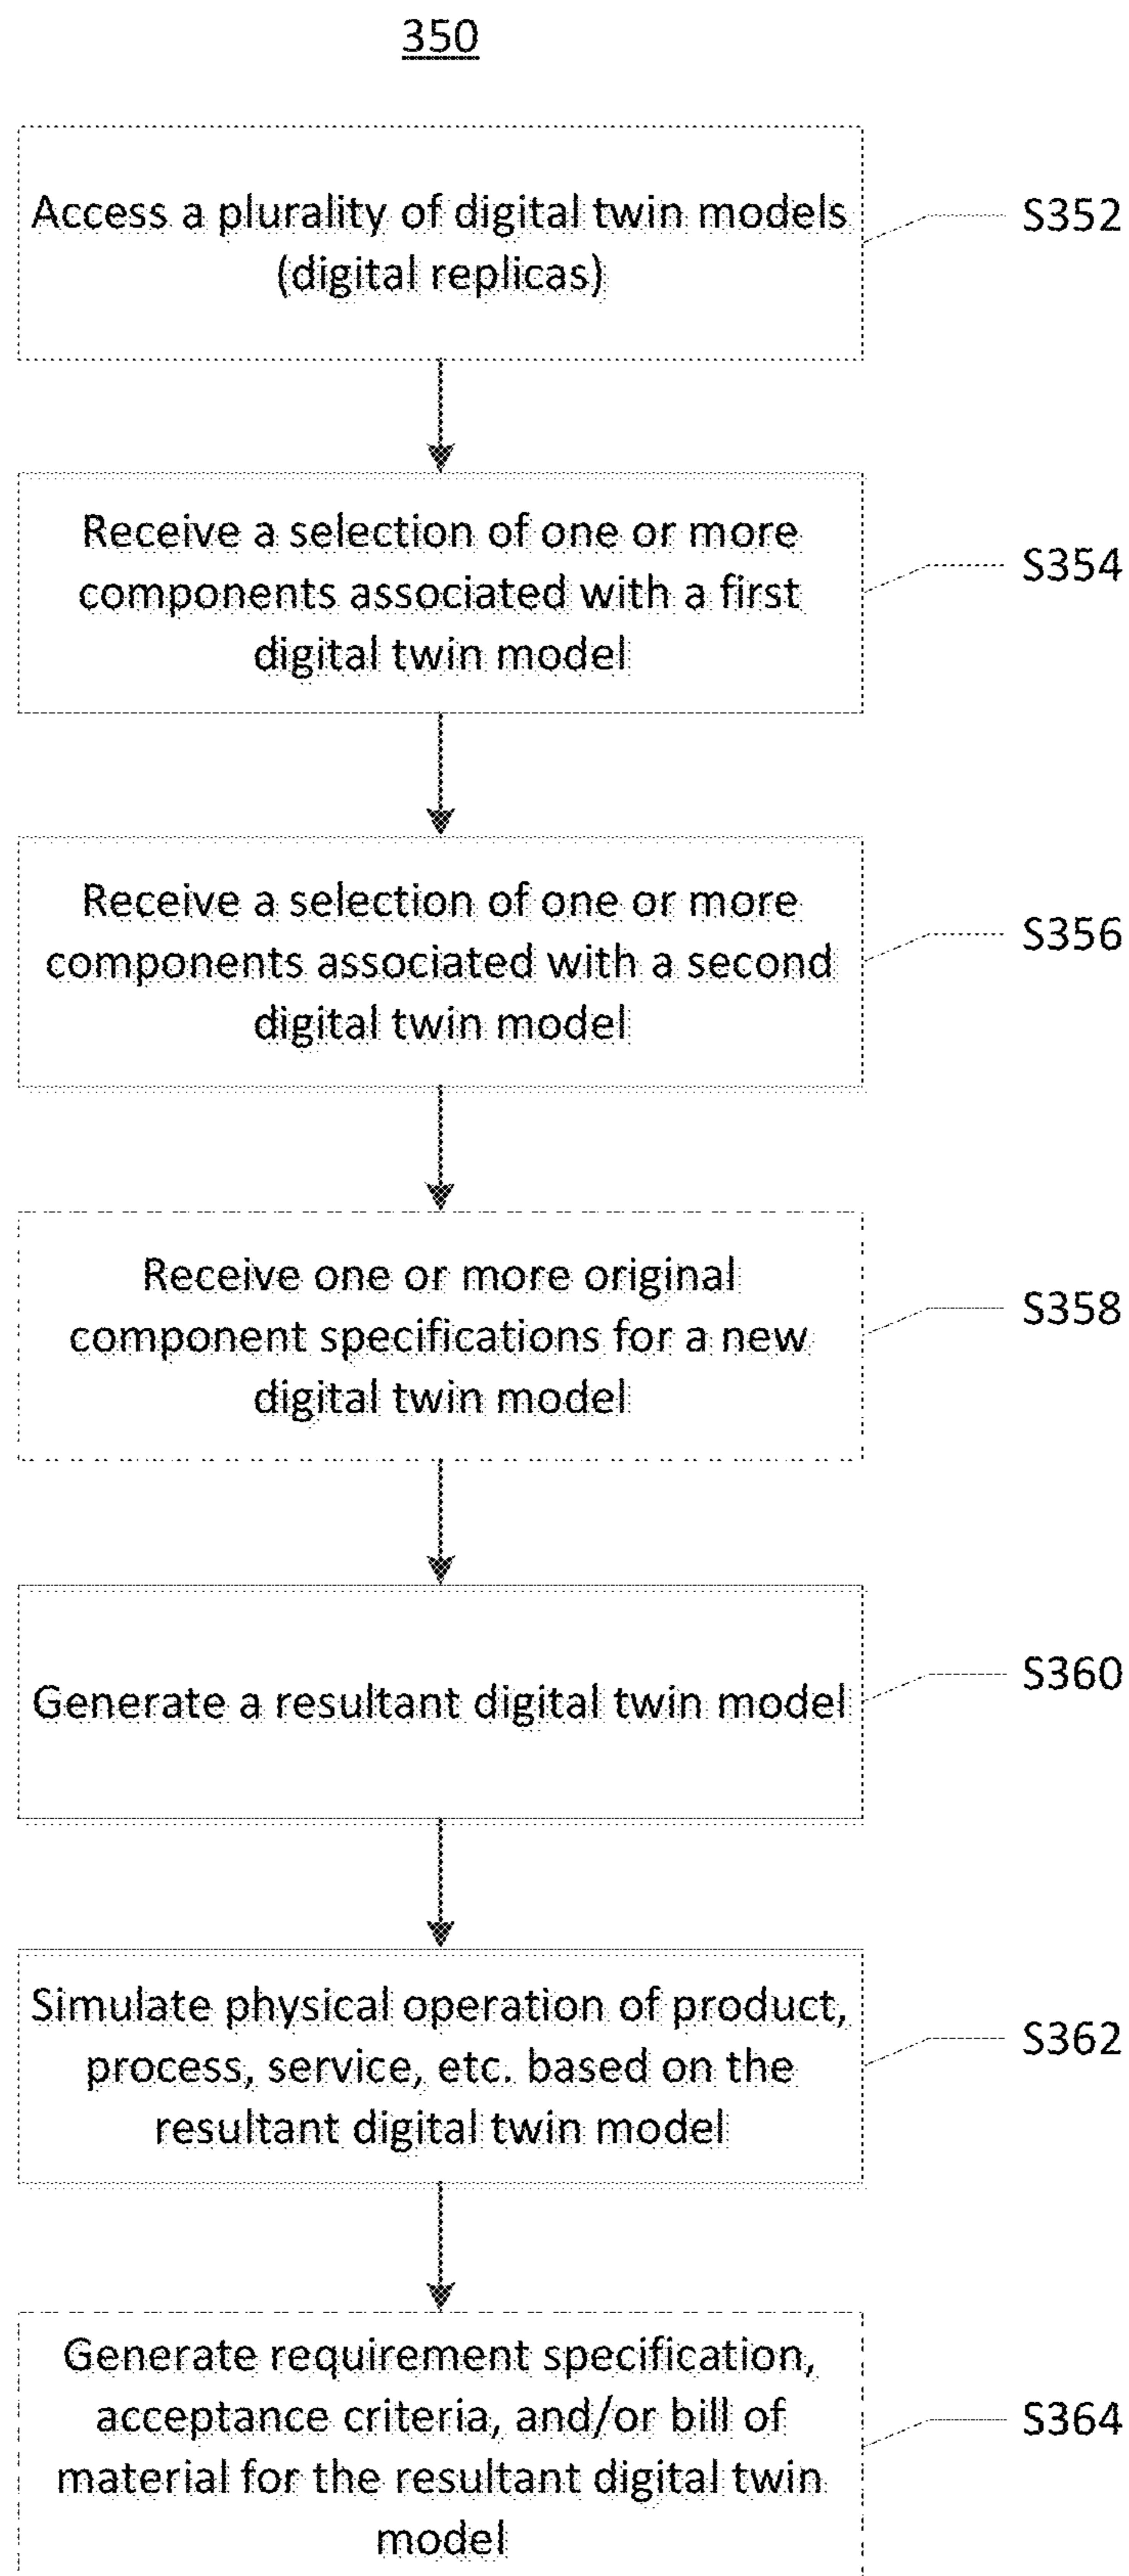 350
Access a plurality of digital twin models
(digital replicas)
S352
Receive a selection of one or more
components associated with a first
digital twin model
S354
Receive a selection of one or more
components associated with a second
digital twin model
S356
Receive one or more original
component specifications for a new
digital twin model
S358
Generate a resultant digital twin model
S360
Simulate physical operation of product,
process, service, etc. based on the
resultant digital twin model
S362
Generate requirement specification,
acceptance criteria, and/or bill of
material for the resultant digital twin
model
S364